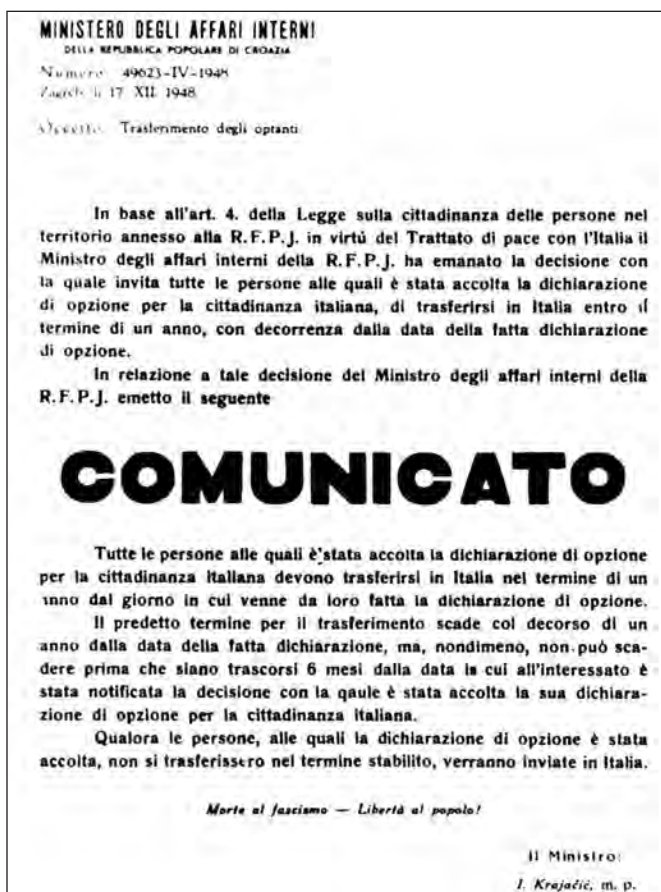 MINISTERO DEGLI AFFARI INTERNI
DELLA REPUBBLICA POPOLARE DI CROAZIA
Numero: 49623-IV-1948
Zagreb, li 17 XII 1948
Oggetto: Trasferimento degli optanti
In base all'art. 4. della Legge sulla cittadinanza delle persone nel
territorio annesso alla R.F.P.J. in virtú del Trattato di pace con l'Italia il
Ministro degli affari interni della R.F.P.J. ha emanato la decisione con
la quale invita tutte le persone alle quali è stata accolta la dichiarazione
di opzione per la cittadinanza italiana, di trasferirsi in Italia entro il
termine di un anno, con decorrenza dalla data della fatta dichiarazione
di opzione.
In relazione a tale decisione del Ministro degli affari interni della
R.F.P.J. emetto il seguente
COMUNICATO
Tutte le persone alle quali è stata accolta la dichiarazione di opzione
per la cittadinanza italiana devono trasferirsi in Italia nel termine di un
anno dal giorno in cui venne da loro fatta la dichiarazione di opzione.
Il predetto termine per il trasferimento scade col decorso di un
anno dalla data della fatta dichiarazione, ma, nondimeno, non può sca-
dere prima che siano trascorsi 6 mesi dalla data is cui all'interessato è
stata notificata la decisione con la qaule è stata accolta la sua dichiara-
zione di opzione per la cittadinanza italiana.
Qualora le persone, alle quali la dichiarazione di opzione è stata
accolta, non si trasferissero nel termine stabilito, verranno inviate in Italia.
Morte al fascismo — Libertà al popolo!
Il Ministro:
I. Krajačić, m. p.